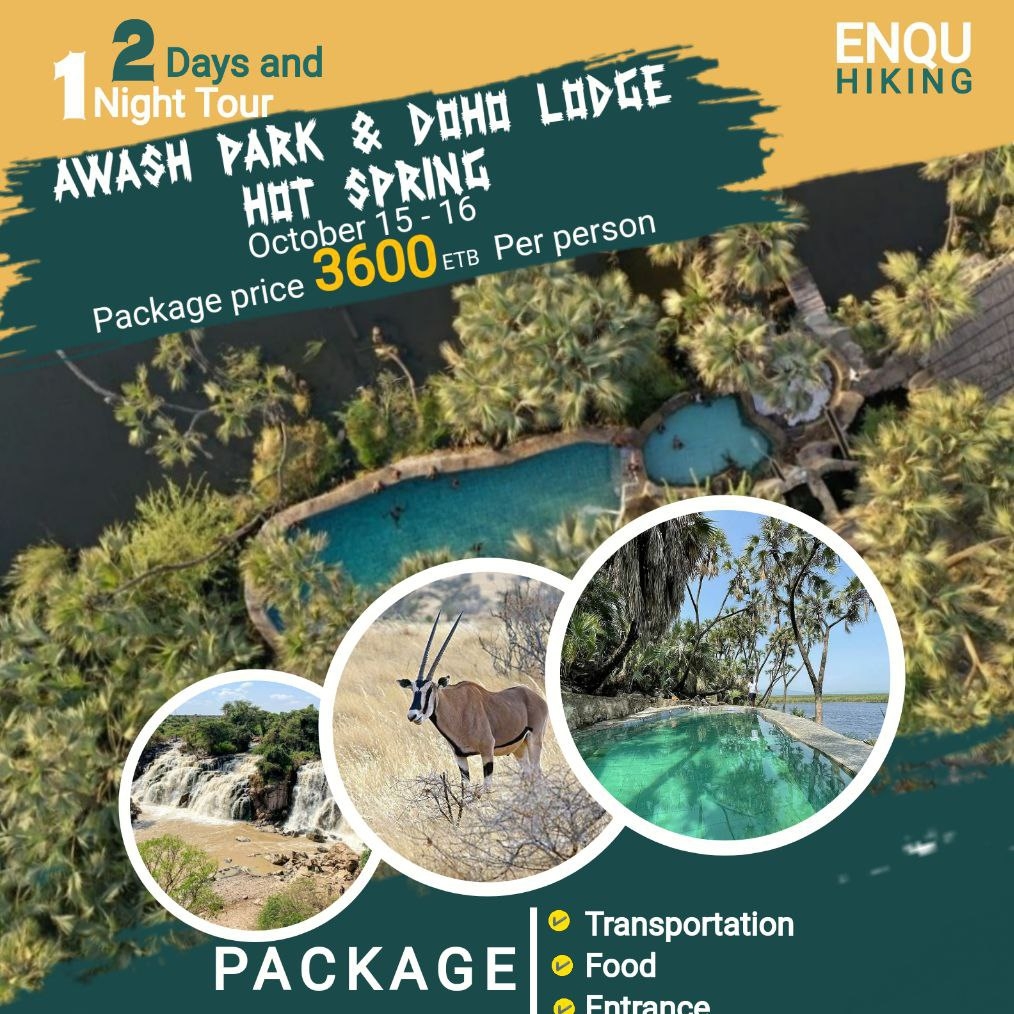 2 Days and
1 Night Tour
ENQU
HIKING
AWASH PARK & DOHO LODGE
HOT SPRING
October 15 - 16
Package price 3600 ETB Per person
PACKAGE
Transportation
Food
Entrance